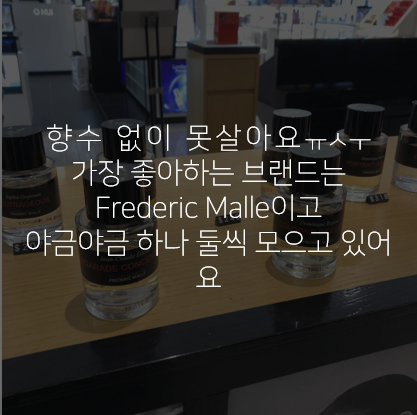 향수 없이 못살아요ㅠㅅㅜ
가장 좋아하는 브랜드는
Frederic Malle이고
야금야금 하나 둘씩 모으고 있어
요